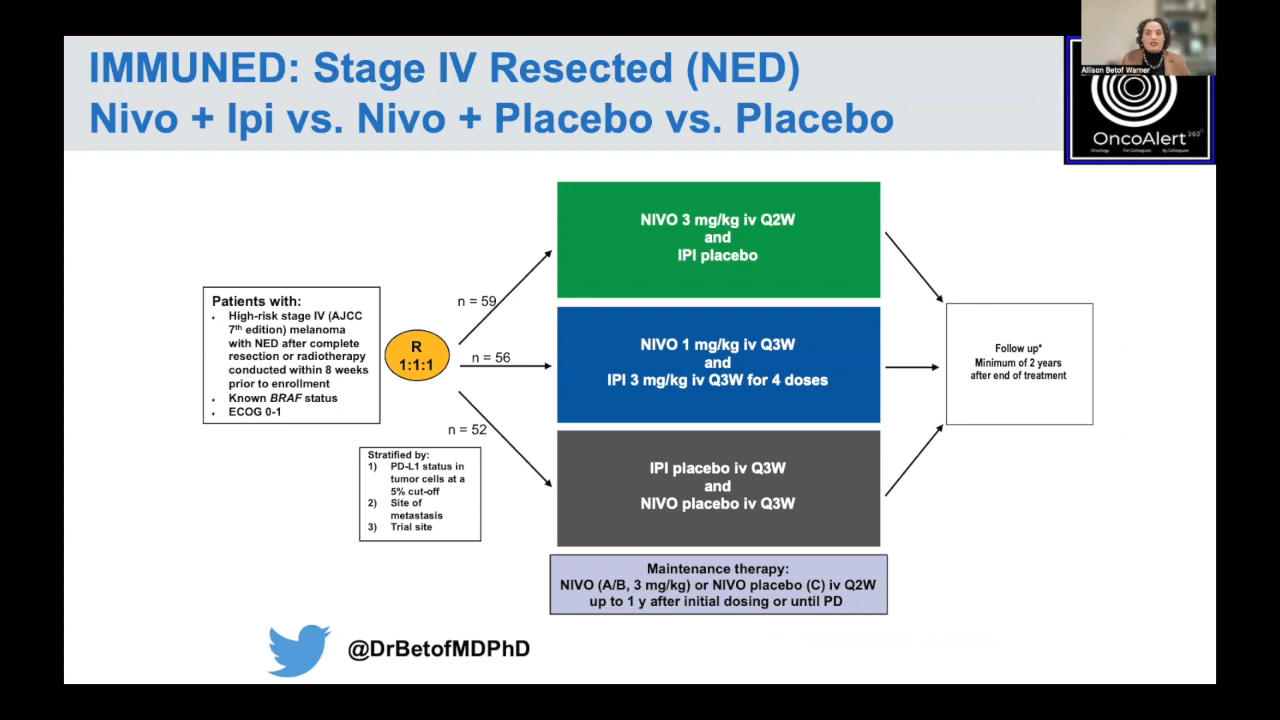 IMMUNED: Stage IV Resected (NED)
Nivo + Ipi vs. Nivo + Placebo vs. Placebo
Allison Betof Warner
OncoAlert 360°
Oncology For Colleagues By Colleagues
Patients with:
• High-risk stage IV (AJCC
7th edition) melanoma
with NED after complete
resection or radiotherapy
conducted within 8 weeks
prior to enrollment
• Known BRAF status
• ECOG 0-1
R
1:1:1
n = 59
n = 56
n = 52
Stratified by:
1) PD-L1 status in
tumor cells at a
5% cut-off
2) Site of
metastasis
3) Trial site
NIVO 3 mg/kg iv Q2W
and
IPI placebo
NIVO 1 mg/kg iv Q3W
and
IPI 3 mg/kg iv Q3W for 4 doses
IPI placebo iv Q3W
and
NIVO placebo iv Q3W
Maintenance therapy:
NIVO (A/B, 3 mg/kg) or NIVO placebo (C) iv Q2W
up to 1 y after initial dosing or until PD
Follow up*
Minimum of 2 years
after end of treatment
@DrBetofMDPhD